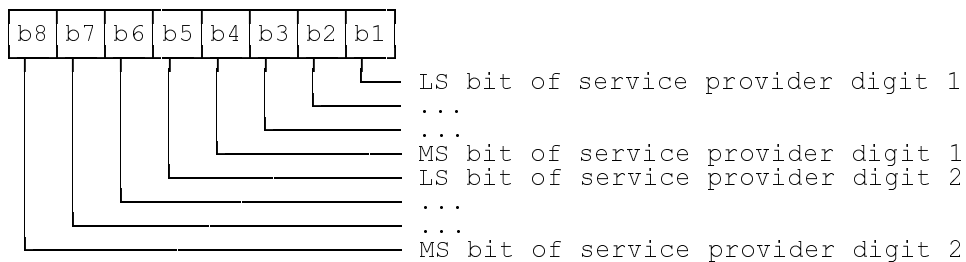 b8 b7 b6 b5 b4 b3 b2 b1
LS bit of service provider digit 1
...
...
MS bit of service provider digit 1
LS bit of service provider digit 2
...
...
MS bit of service provider digit 2